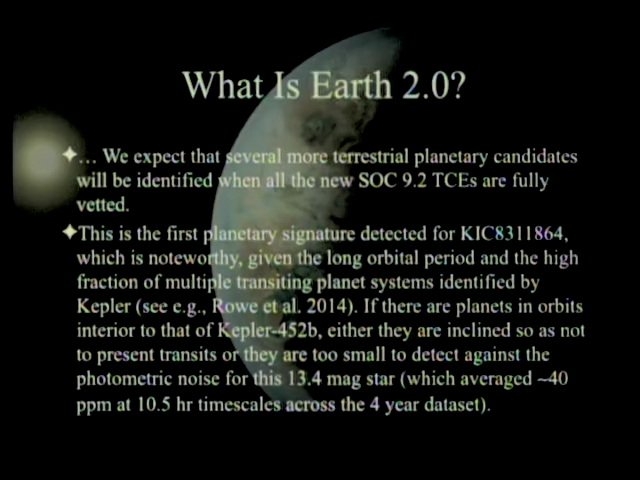 What Is Earth 2.0?
… We expect that several more terrestrial planetary candidates
will be identified when all the new SOC 9.2 TCEs are fully
vetted.
This is the first planetary signature detected for KIC8311864,
which is noteworthy, given the long orbital period and the high
fraction of multiple transiting planet systems identified by
Kepler (see e.g., Rowe et al. 2014). If there are planets in orbits
interior to that of Kepler-452b, either they are inclined so as not
to present transits or they are too small to detect against the
photometric noise for this 13.4 mag star (which averaged ~40
ppm at 10.5 hr timescales across the 4 year dataset).